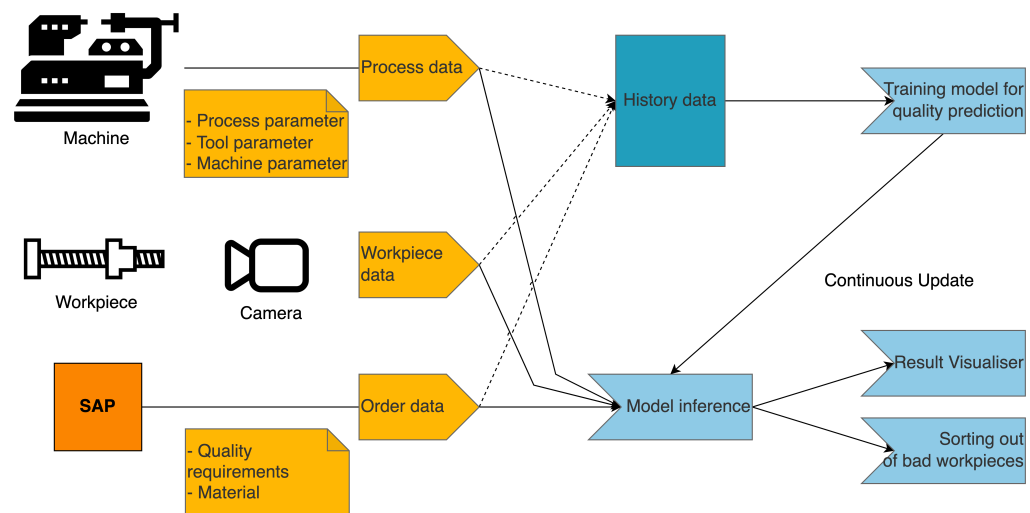 Machine
Process data
- Process parameter
- Tool parameter
- Machine parameter
History data
Training model for
quality prediction
Workpiece
Camera
Workpiece
data
Continuous Update
SAP
Order data
- Quality
requirements
- Material
Model inference
Result Visualiser
Sorting out
of bad workpieces